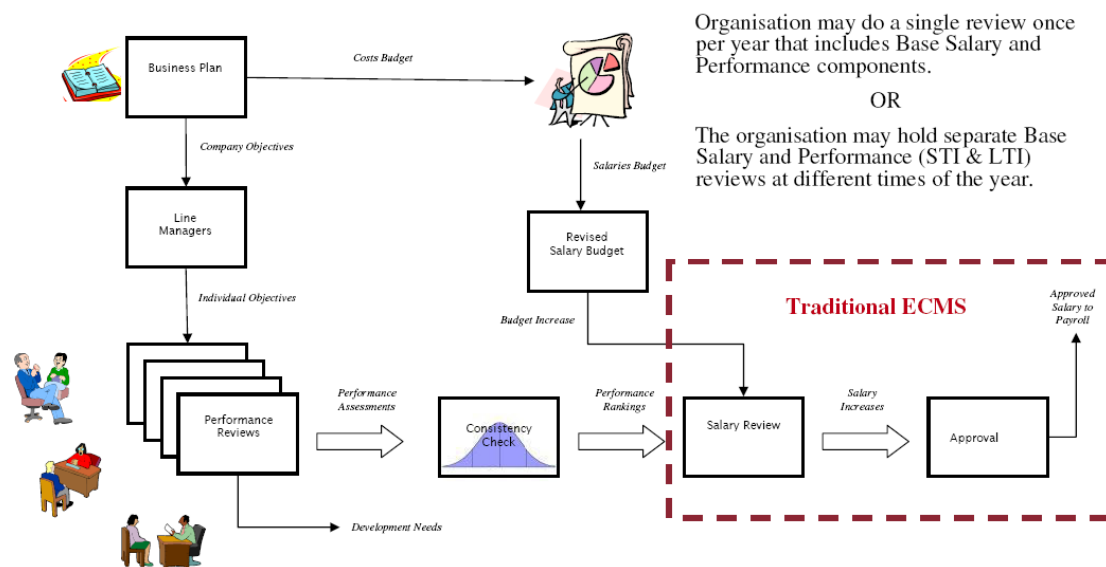 Organisation may do a single review once
per year that includes Base Salary and
Performance components.
OR
The organisation may hold separate Base
Salary and Performance (STI & LTI)
reviews at different times of the year.
Business Plan
Costs Budget
Company Objectives
Salaries Budget
Line
Managers
Revised
Salary Budget
Individual Objectives
Budget Increase
Traditional ECMS
Approved
Salary to
Payroll
Performance
Reviews
Performance
Assessments
Consistency
Check
Performance
Rankings
Salary Review
Salary
Increases
Approval
Development Needs